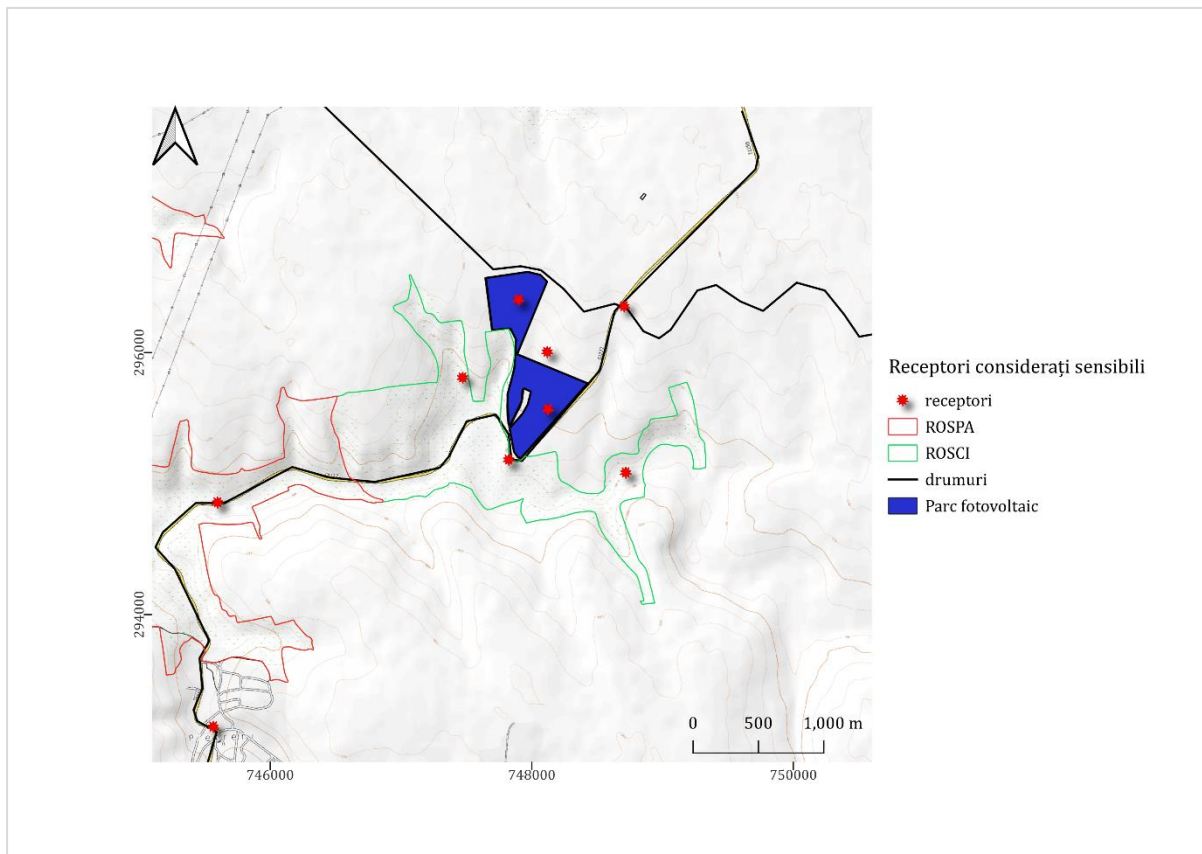 296000
294000
746000
748000
750000
0 500 1,000 m
Receptori considerați sensibili
receptori
ROSPA
ROSCI
drumuri
Parc fotovoltaic